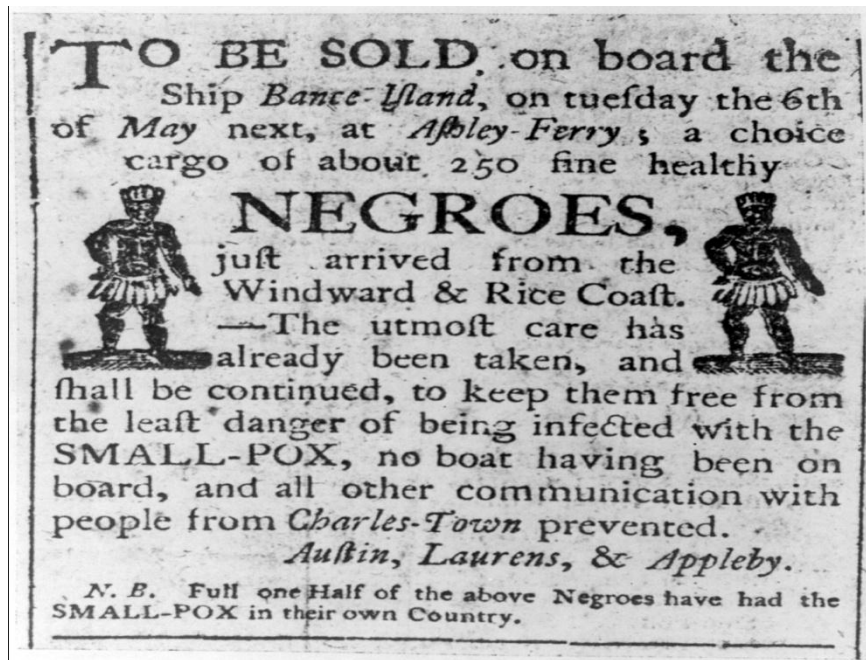 TO BE SOLD, on board the
Ship Bance-Iſland, on tueſday the 6th
of May next, at Aſhley-Ferry; a choice
cargo of about 250 fine healthy
NEGROES,
juſt arrived from the
Windward & Rice Coaſt.
—The utmoſt care has
already been taken, and
ſhall be continued, to keep them free from
the leaſt danger of being infected with the
SMALL-POX, no boat having been on
board, and all other communication with
people from Charles-Town prevented.
Auſtin, Laurens, & Appleby.
N. B. Full one Half of the above Negroes have had the
SMALL-POX in their own Country.